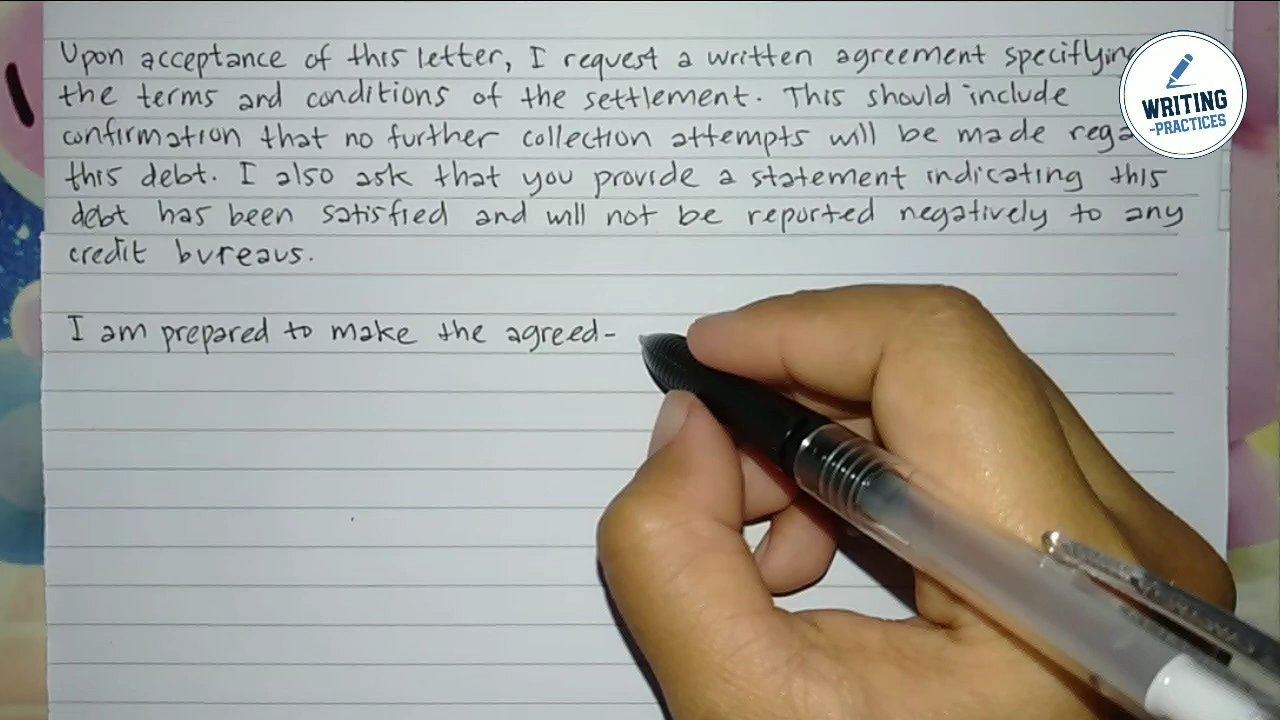 Upon acceptance of this letter, I request a written agreement specifying
the terms and conditions of the settlement. This should include
confirmation that no further collection attempts will be made rega
this debt. I also ask that you provide a statement indicating this
debt has been satisfied and will not be reported negatively to any
credit bureaus.
I am prepared to make the agreed-
WRITING
-PRACTICES